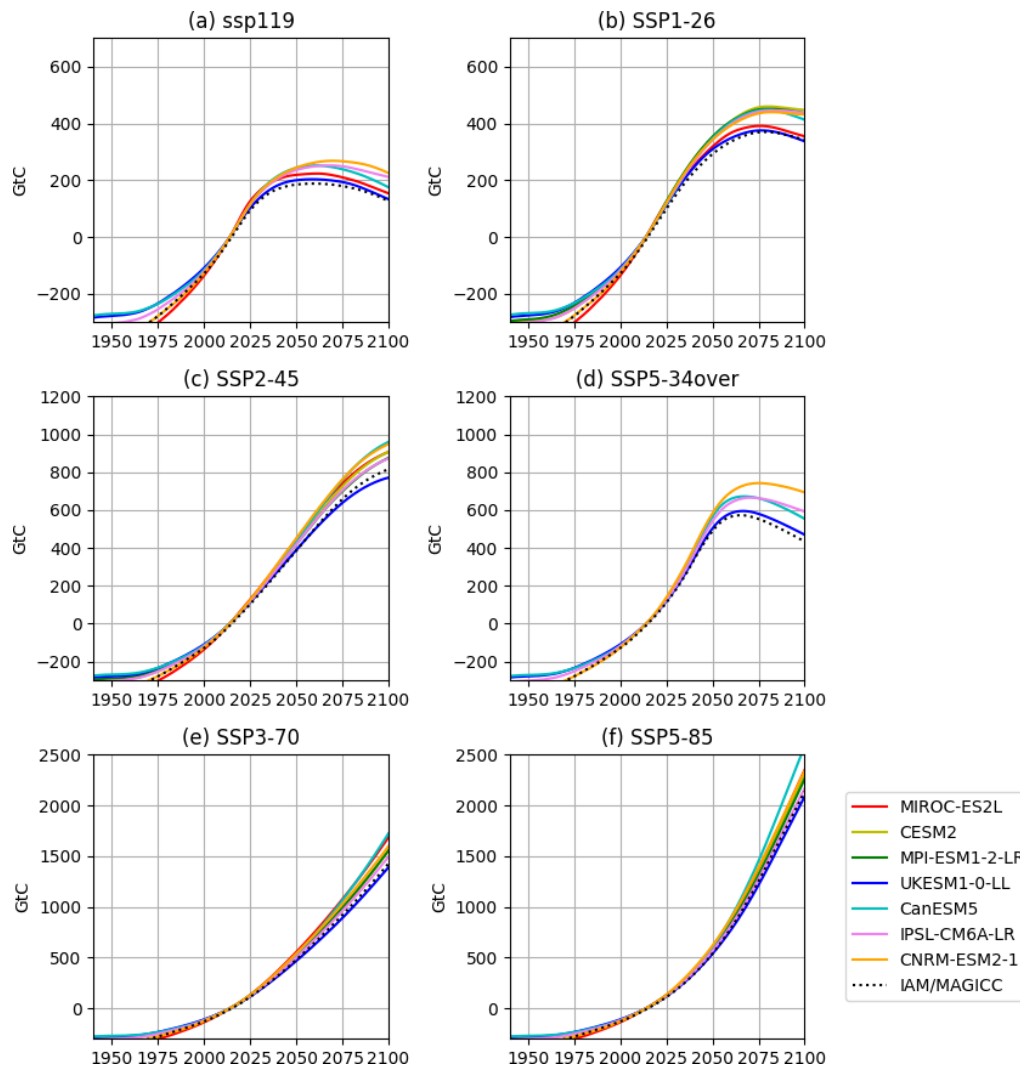 (a) ssp119
GtC
600
400
200
0
−200
1950 1975 2000 2025 2050 2075 2100
(b) SSP1-26
GtC
600
400
200
0
−200
1950 1975 2000 2025 2050 2075 2100
(c) SSP2-45
GtC
1200
1000
800
600
400
200
0
−200
1950 1975 2000 2025 2050 2075 2100
(d) SSP5-34over
GtC
1200
1000
800
600
400
200
0
−200
1950 1975 2000 2025 2050 2075 2100
(e) SSP3-70
GtC
2500
2000
1500
1000
500
0
1950 1975 2000 2025 2050 2075 2100
(f) SSP5-85
GtC
2500
2000
1500
1000
500
0
1950 1975 2000 2025 2050 2075 2100
MIROC-ES2L
CESM2
MPI-ESM1-2-LR
UKESM1-0-LL
CanESM5
IPSL-CM6A-LR
CNRM-ESM2-1
IAM/MAGICC